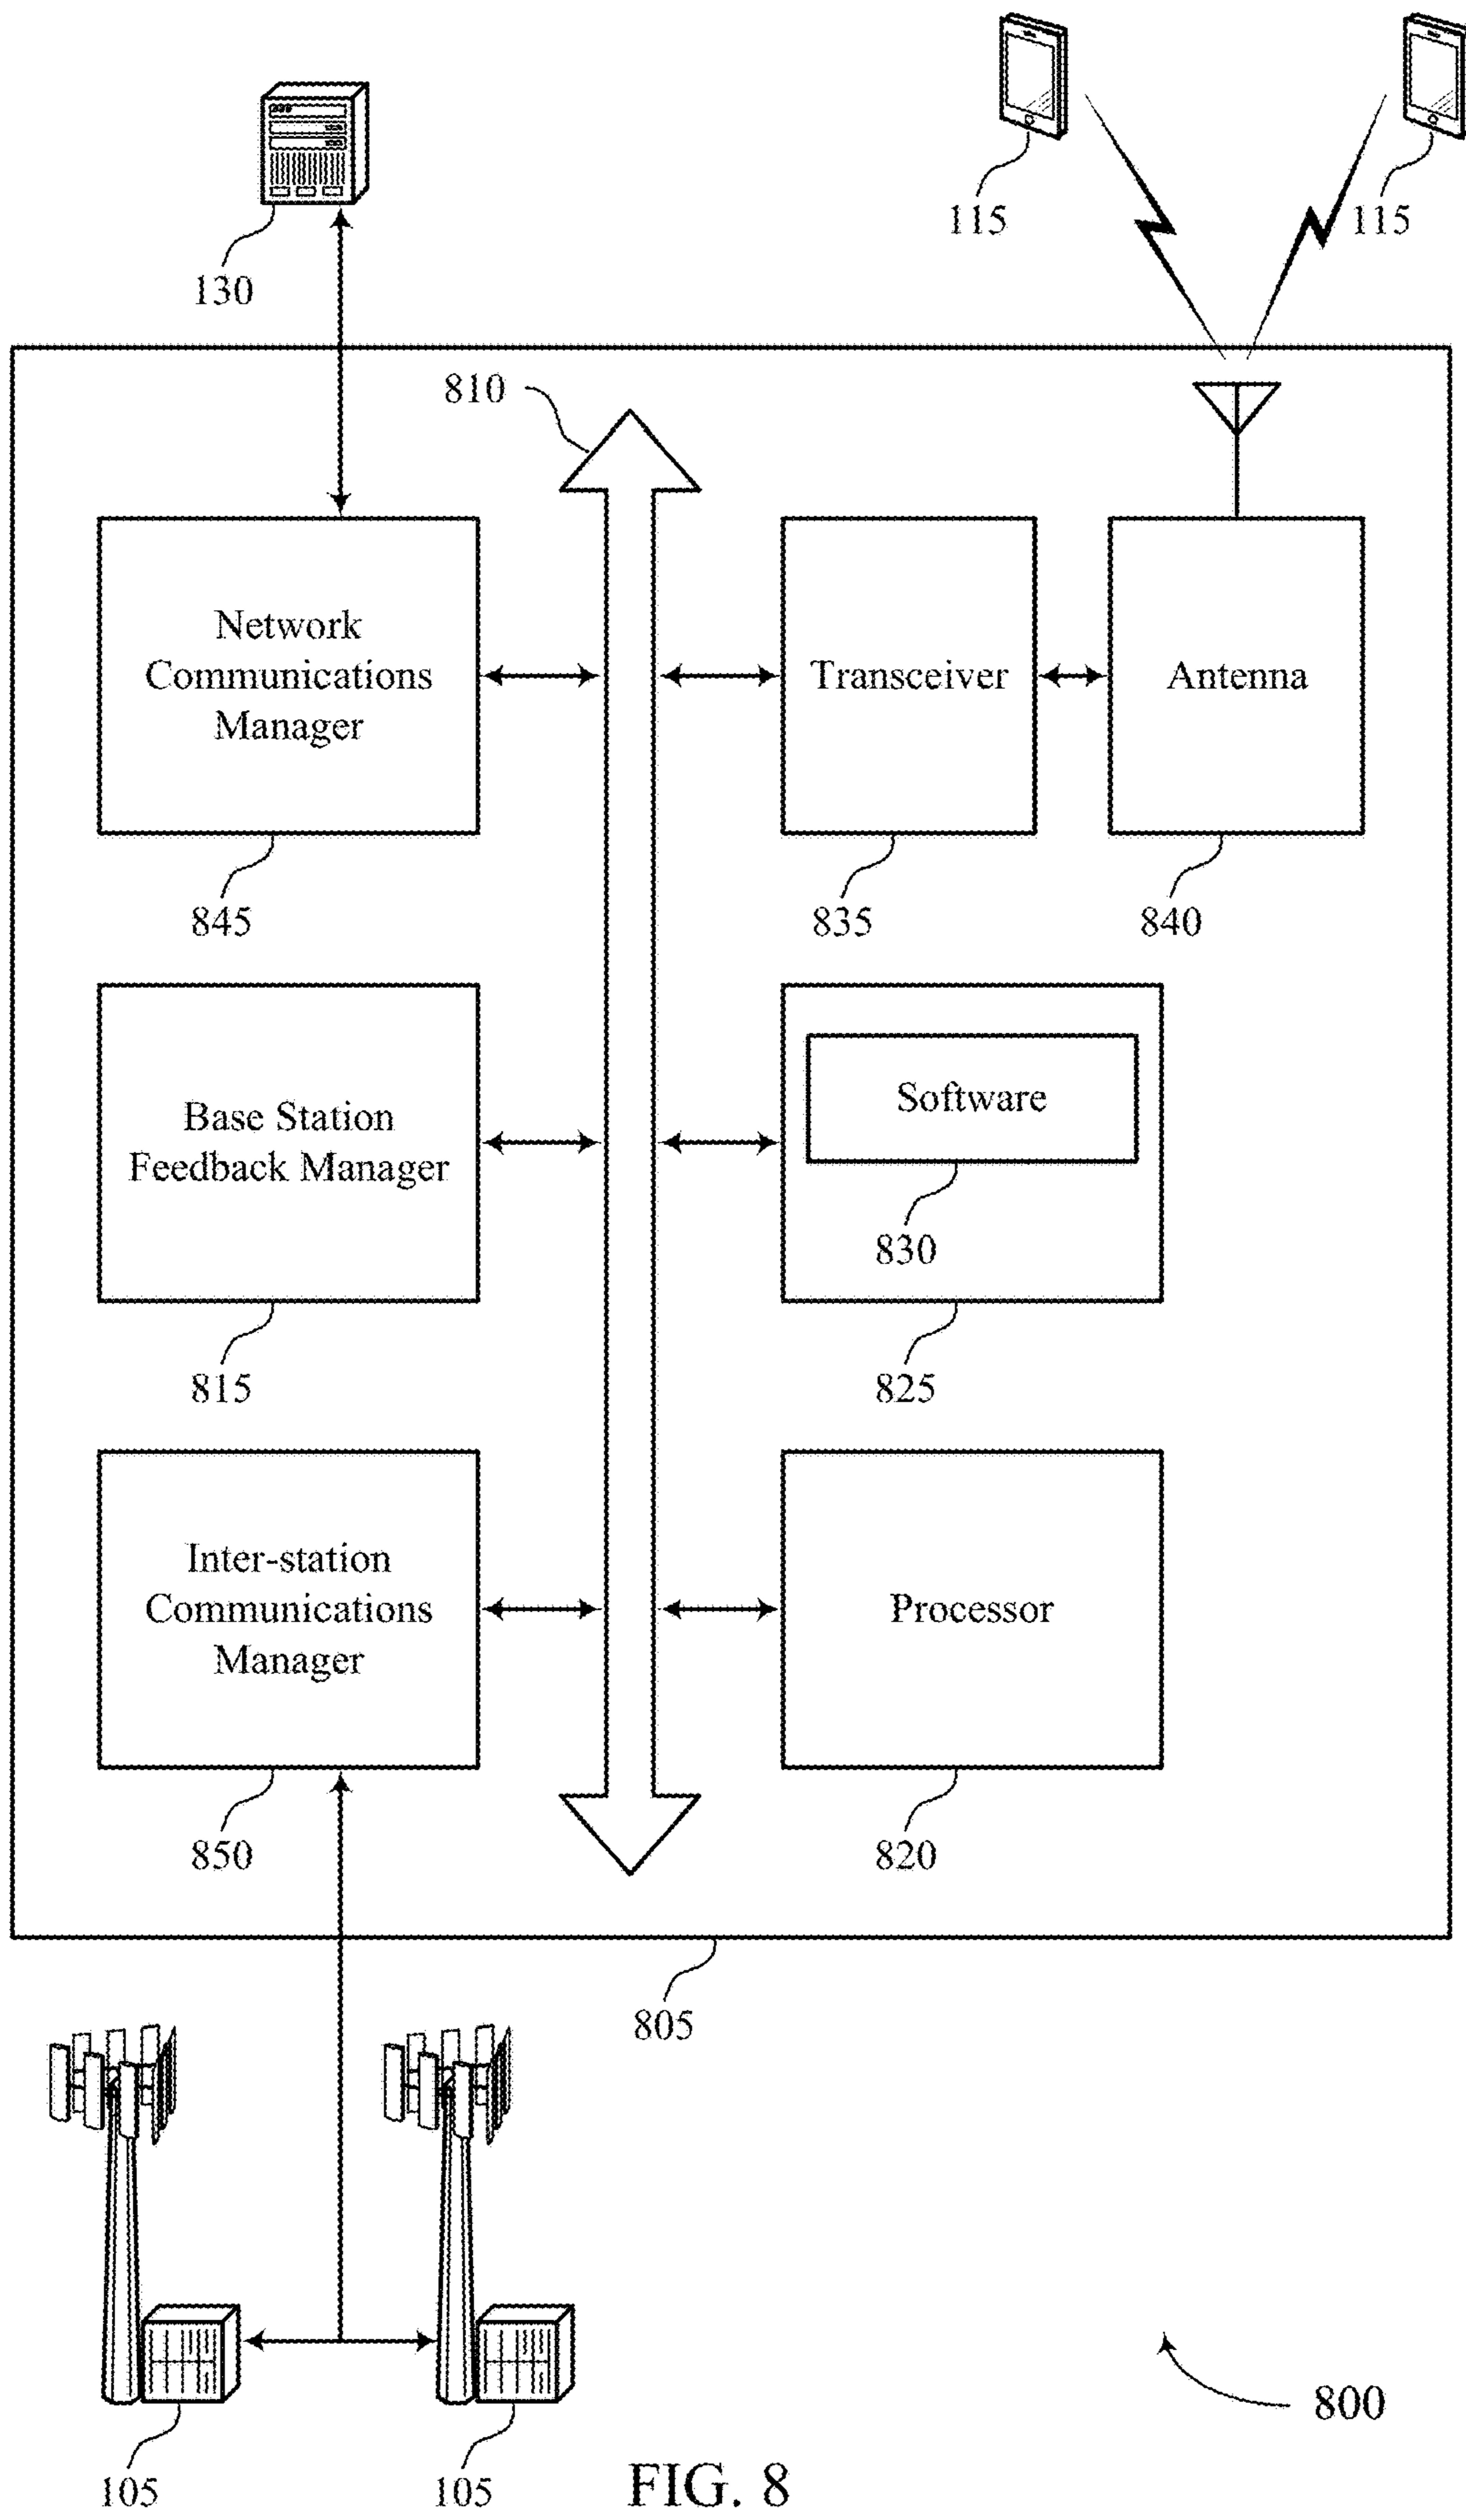 115
115
130
810
Network
Communications
Manager
Transceiver
Antenna
845
835
840
Base Station
Feedback Manager
Software
830
815
825
Inter-station
Communications
Manager
Processor
850
820
805
800
105
105
FIG. 8